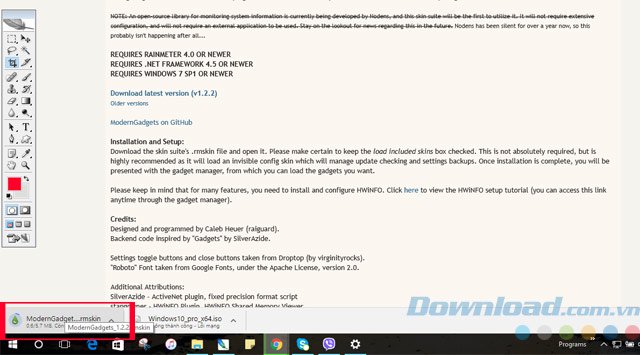 NOTE: An open-source library for monitoring system information is currently being developed by Nodens, and this skin suite will be the first to utilize it. It will not require extensive
configuration, and will not require an external application to be used. Stay on the lookout for news regarding this in the future. Nodens has been silent for over a year now, so this
probably isn't happening after all...
REQUIRES RAINMETER 4.0 OR NEWER
REQUIRES .NET FRAMEWORK 4.5 OR NEWER
REQUIRES WINDOWS 7 SP1 OR NEWER
Download latest version (v1.2.2)
Older versions
ModernGadgets on GitHub
Installation and Setup:
Download the skin suite's .rmskin file and open it. Please make certain to keep the load included skins box checked. This is not absolutely required, but is
highly recommended as it will load an invisible config skin which will manage update checking and settings backups. Once installation is complete, you will be
presented with the gadget manager, from which you can load the gadgets you want.
Please keep in mind that for many features, you need to install and configure HWiNFO. Click here to view the HWiNFO setup tutorial (you can access this link
anytime through the gadget manager).
Credits:
Designed and programmed by Caleb Heuer (raiguard).
Backend code inspired by "Gadgets" by SilverAzide.
Settings toggle buttons and close buttons taken from Droptop (by virginityrocks).
"Roboto" Font taken from Google Fonts, under the Apache License, version 2.0.
Additional Attributions:
SilverAzide - ActiveNet plugin, fixed precision format script
HWiNFO Plugin, HWiNFO Shared Memory Viewer
ModernGadget....rmskin
0.6/5.7 MB,
Windows10_pro_x64.iso
thành công - Lỗi mạng
ModernGadgets_1.2.2.rmskin
Download.com.vn
Programs